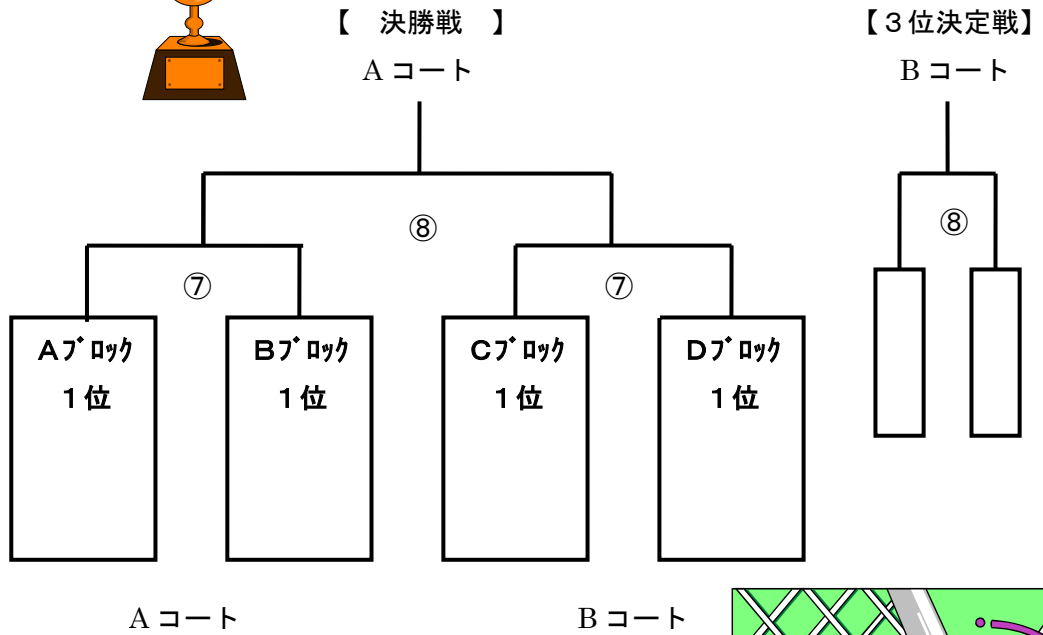 【　決勝戦　】
【３位決定戦】
A コート
B コート
⑧
⑧
⑦
⑦
Aﾌﾞﾛｯｸ
１位
Bﾌﾞﾛｯｸ
１位
Cﾌﾞﾛｯｸ
１位
Dﾌﾞﾛｯｸ
１位
A コート
B コート